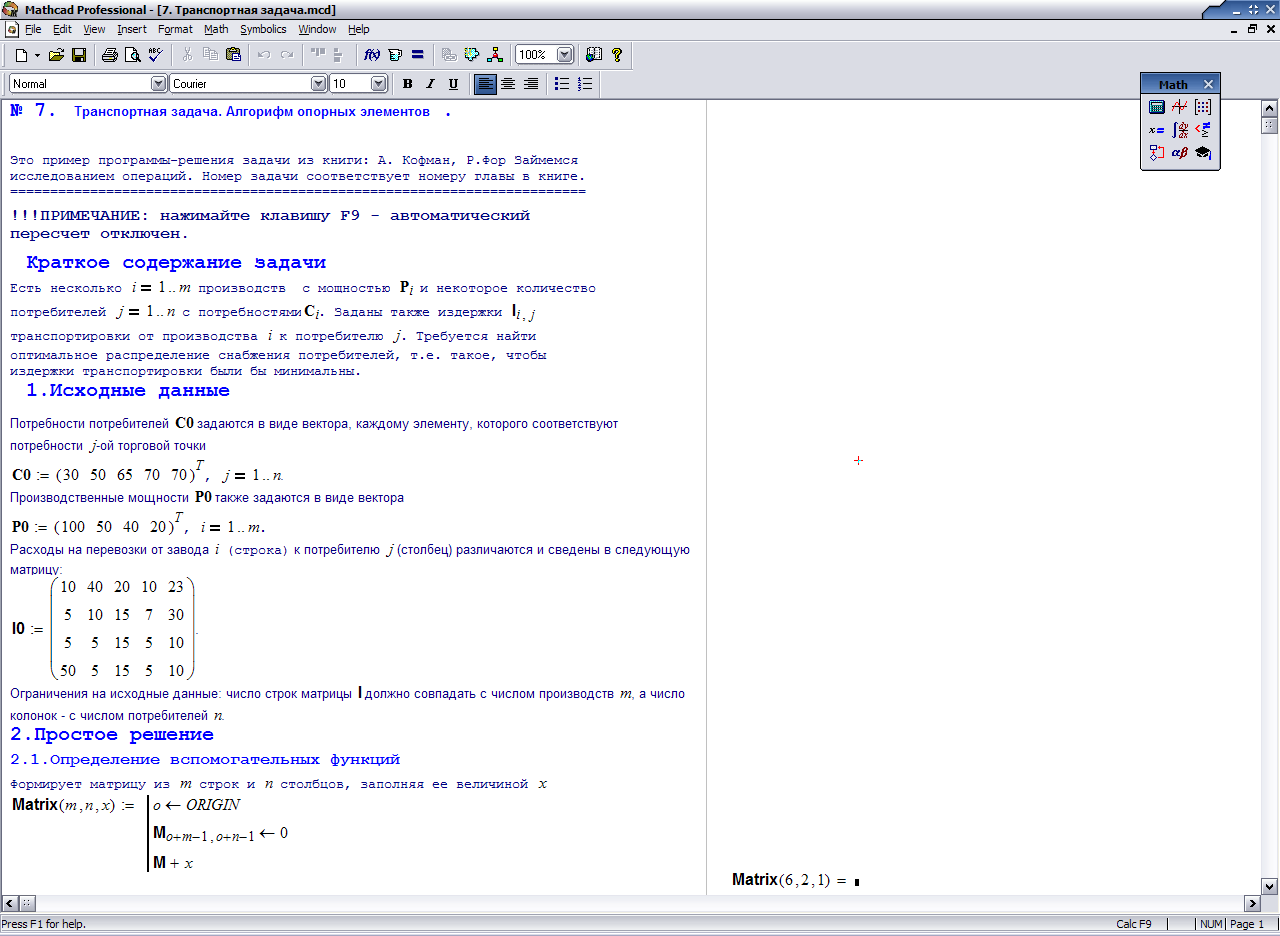 Mathcad Professional - [7. Транспортная задача.mcd]
File Edit View Insert Format Math Symbolics Window Help
100%
Normal Courier 10 B I U
Math
№ 7. Транспортная задача. Алгорифм опорных элементов .
Это пример программы-решения задачи из книги: А. Кофман, Р.Фор Займемся
исследованием операций. Номер задачи соответствует номеру главы в книге.
========================================================================
!!!ПРИМЕЧАНИЕ: нажимайте клавишу F9 - автоматический
пересчет отключен.
Краткое содержание задачи
Есть несколько i = 1..m производств с мощностью P_i и некоторое количество
потребителей j = 1..n с потребностями C_i. Заданы также издержки I_i,j
транспортировки от производства i к потребителю j. Требуется найти
оптимальное распределение снабжения потребителей, т.е. такое, чтобы
издержки транспортировки были бы минимальны.
1.Исходные данные
Потребности потребителей C0 задаются в виде вектора, каждому элементу, которого соответствуют
потребности j-ой торговой точки
C0 := (30 50 65 70 70)^T, j = 1..n.
Производственные мощности P0 также задаются в виде вектора
P0 := (100 50 40 20)^T, i = 1..m.
Расходы на перевозки от завода i (строка) к потребителю j (столбец) различаются и сведены в следующую
матрицу:
10 40 20 10 23
5 10 15 7 30
I0 :=
5 5 15 5 10
50 5 15 5 10
Ограничения на исходные данные: число строк матрицы I должно совпадать с числом производств m, а число
колонок - с числом потребителей n.
2.Простое решение
2.1.Определение вспомогательных функций
Формирует матрицу из m строк и n столбцов, заполняя ее величиной x
Matrix(m,n,x) := o ← ORIGIN
M_o+m−1,o+n−1 ← 0
M + x
Matrix(6,2,1) =
Press F1 for help. Calc F9 NUM Page 1